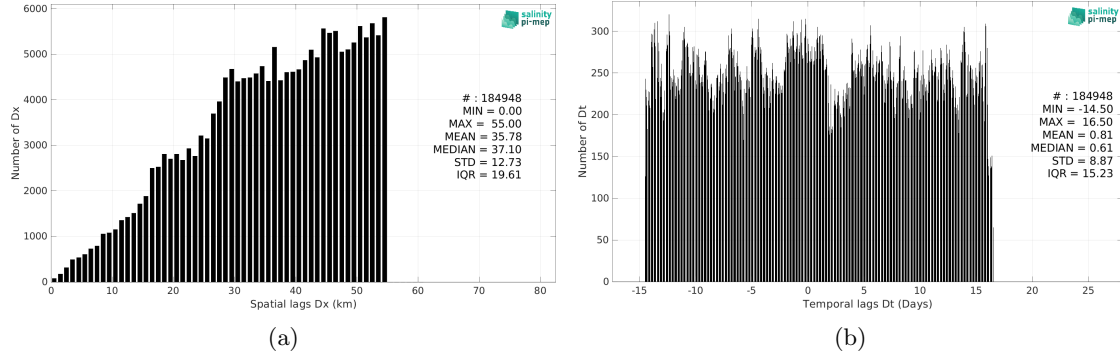 6000
5000
4000
3000
2000
1000
0
Number of Dx
salinity
pi-mep
# : 184948
MIN = 0.00
MAX = 55.00
MEAN = 35.78
MEDIAN = 37.10
STD = 12.73
IQR = 19.61
0 10 20 30 40 50 60 70 80
Spatial lags Dx (km)
(a)
300
250
200
150
100
50
0
Number of Dt
salinity
pi-mep
# : 184948
MIN = -14.50
MAX = 16.50
MEAN = 0.81
MEDIAN = 0.61
STD = 8.87
IQR = 15.23
-15 -10 -5 0 5 10 15 20 25
Temporal lags Dt (Days)
(b)